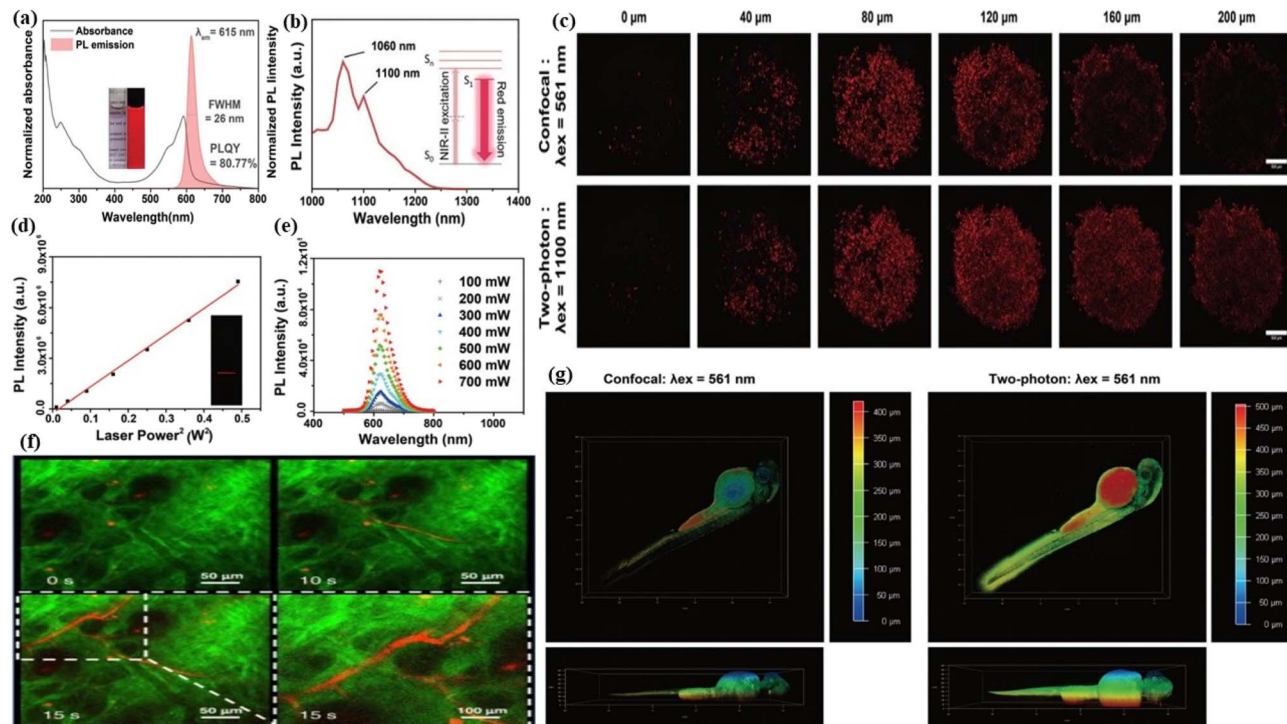 (a)
Absorbance
PL emission
λem = 615 nm
FWHM
= 26 nm
PLQY
= 80.77%
Normalized absorbance
Normalized PL Iintensity
200 300 400 500 600 700 800
Wavelength(nm)
(b)
1060 nm
1100 nm
Sn
S1
S0
NIR-II excitation
Red emission
PL Intensity (a.u.)
1000 1100 1200 1300 1400
Wavelength (nm)
(c)
0 µm 40 µm 80 µm 120 µm 160 µm 200 µm
Confocal :
λex = 561 nm
Two-photon :
λex = 1100 nm
(d)
PL Intensity (a.u.)
0.0
0.0 0.1 0.2 0.3 0.4 0.5
Laser Power² (W²)
(e)
PL Intensity (a.u.)
100 mW
200 mW
300 mW
400 mW
500 mW
600 mW
700 mW
0.0
400 600 800 1000
Wavelength (nm)
(f)
0 s
50 µm
10 s
50 µm
15 s
50 µm
15 s
100 µm
(g)
Confocal: λex = 561 nm
400 µm
350 µm
300 µm
250 µm
200 µm
150 µm
100 µm
50 µm
0 µm
Two-photon: λex = 561 nm
500 µm
450 µm
400 µm
350 µm
300 µm
250 µm
200 µm
150 µm
100 µm
50 µm
0 µm